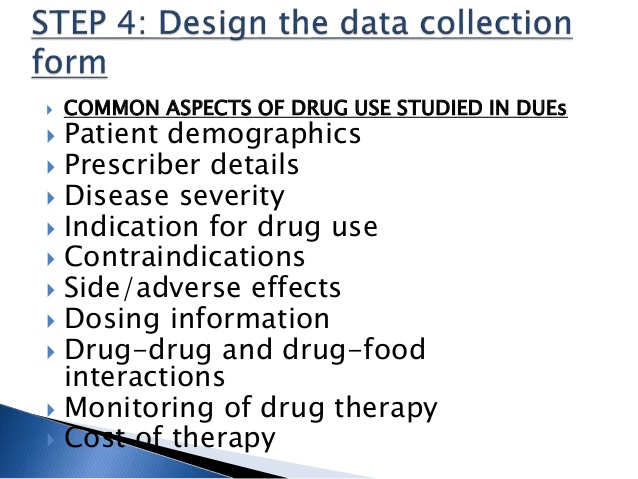 STEP 4: Design the data collection
form
COMMON ASPECTS OF DRUG USE STUDIED IN DUEs
Patient demographics
Prescriber details
Disease severity
Indication for drug use
Contraindications
Side/adverse effects
Dosing information
Drug-drug and drug-food
interactions
Monitoring of drug therapy
Cost of therapy